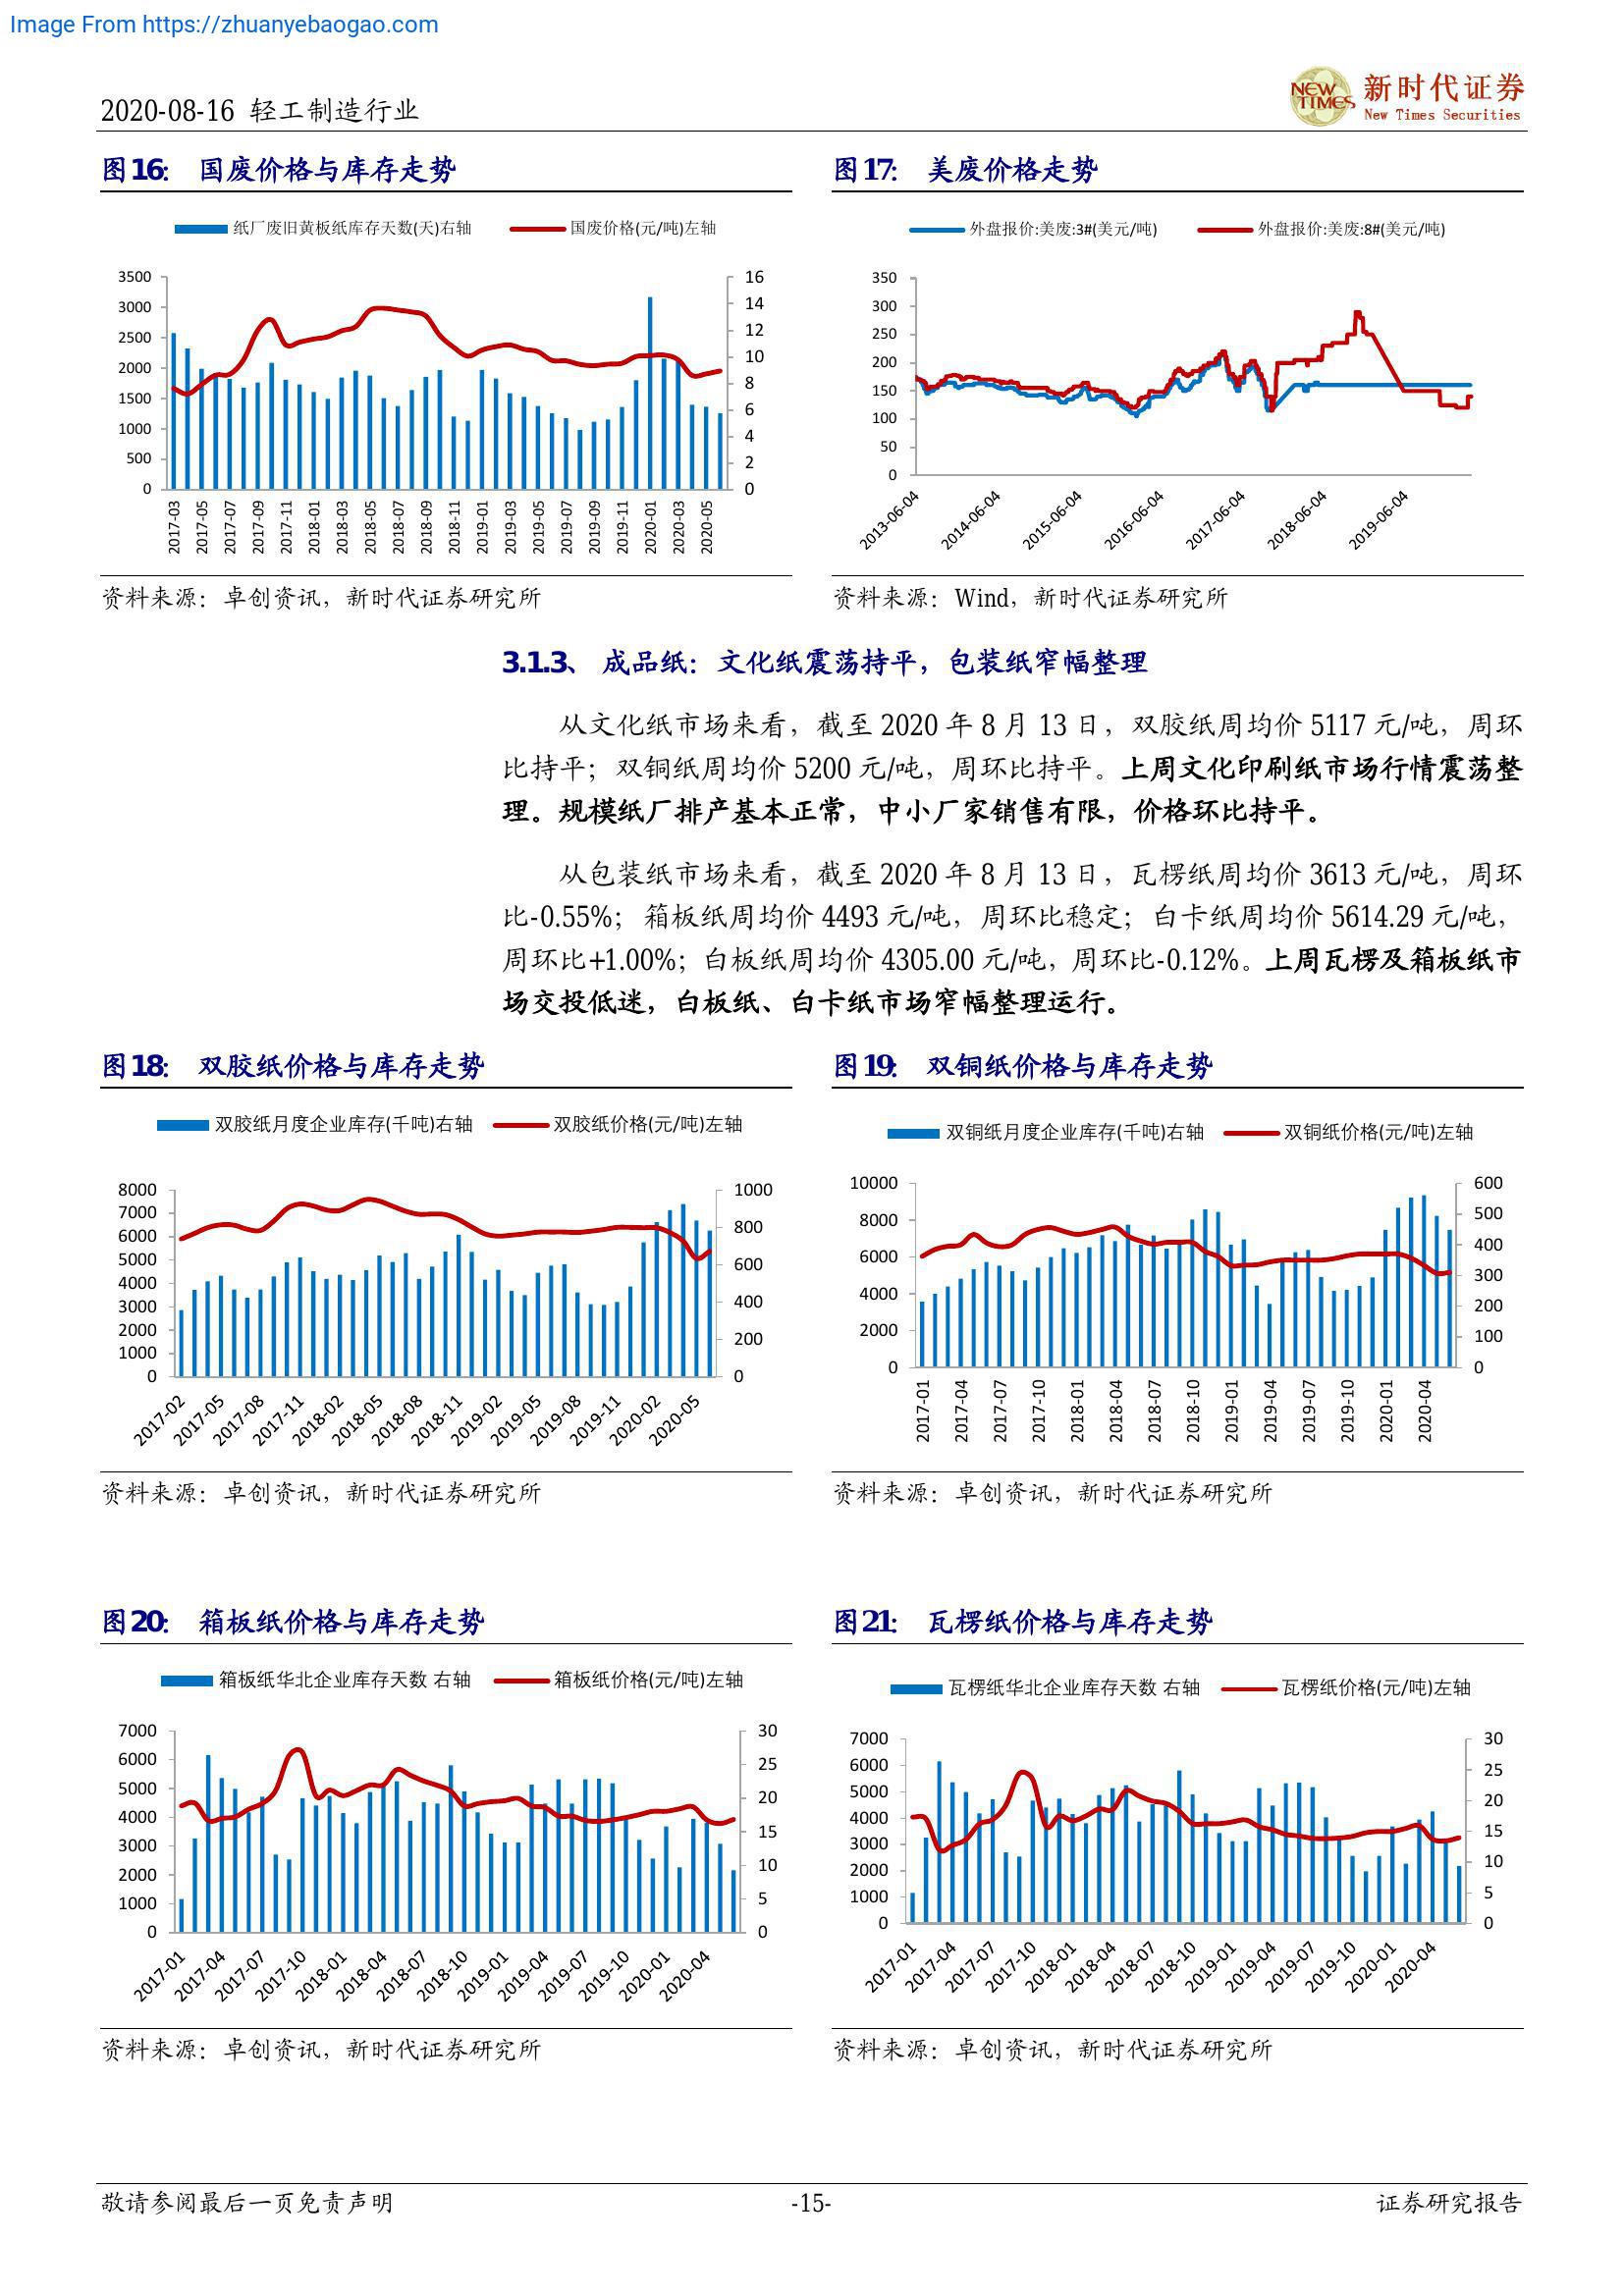 Image From https://zhuanyebaogao.com
2020-08-16 轻工制造行业
NEW TIMES
新时代证券
New Times Securities
图16: 国废价格与库存走势
纸厂废旧黄板纸库存天数(天)右轴 国废价格(元/吨)左轴
3500
3000
2500
2000
1500
1000
500
0
16
14
12
10
8
6
4
2
0
2017-03 2017-05 2017-07 2017-09 2017-11 2018-01 2018-03 2018-05 2018-07 2018-09 2018-11 2019-01 2019-03 2019-05 2019-07 2019-09 2019-11 2020-01 2020-03 2020-05
资料来源：卓创资讯，新时代证券研究所
图17: 美废价格走势
外盘报价:美废:3#(美元/吨) 外盘报价:美废:8#(美元/吨)
350
300
250
200
150
100
50
0
2013-06-04 2014-06-04 2015-06-04 2016-06-04 2017-06-04 2018-06-04 2019-06-04
资料来源：Wind，新时代证券研究所
3.1.3、 成品纸：文化纸震荡持平，包装纸窄幅整理
从文化纸市场来看，截至 2020 年 8 月 13 日，双胶纸周均价 5117 元/吨，周环
比持平；双铜纸周均价 5200 元/吨，周环比持平。上周文化印刷纸市场行情震荡整
理。规模纸厂排产基本正常，中小厂家销售有限，价格环比持平。
从包装纸市场来看，截至 2020 年 8 月 13 日，瓦楞纸周均价 3613 元/吨，周环
比-0.55%；箱板纸周均价 4493 元/吨，周环比稳定；白卡纸周均价 5614.29 元/吨，
周环比+1.00%；白板纸周均价 4305.00 元/吨，周环比-0.12%。上周瓦楞及箱板纸市
场交投低迷，白板纸、白卡纸市场窄幅整理运行。
图18: 双胶纸价格与库存走势
双胶纸月度企业库存(千吨)右轴 双胶纸价格(元/吨)左轴
8000
7000
6000
5000
4000
3000
2000
1000
0
1000
800
600
400
200
0
2017-02 2017-05 2017-08 2017-11 2018-02 2018-05 2018-08 2018-11 2019-02 2019-05 2019-08 2019-11 2020-02 2020-05
资料来源：卓创资讯，新时代证券研究所
图19: 双铜纸价格与库存走势
双铜纸月度企业库存(千吨)右轴 双铜纸价格(元/吨)左轴
10000
8000
6000
4000
2000
0
600
500
400
300
200
100
0
2017-01 2017-04 2017-07 2017-10 2018-01 2018-04 2018-07 2018-10 2019-01 2019-04 2019-07 2019-10 2020-01 2020-04
资料来源：卓创资讯，新时代证券研究所
图20: 箱板纸价格与库存走势
箱板纸华北企业库存天数 右轴 箱板纸价格(元/吨)左轴
7000
6000
5000
4000
3000
2000
1000
0
30
25
20
15
10
5
0
2017-01 2017-04 2017-07 2017-10 2018-01 2018-04 2018-07 2018-10 2019-01 2019-04 2019-07 2019-10 2020-01 2020-04
资料来源：卓创资讯，新时代证券研究所
图21: 瓦楞纸价格与库存走势
瓦楞纸华北企业库存天数 右轴 瓦楞纸价格(元/吨)左轴
7000
6000
5000
4000
3000
2000
1000
0
30
25
20
15
10
5
0
2017-01 2017-04 2017-07 2017-10 2018-01 2018-04 2018-07 2018-10 2019-01 2019-04 2019-07 2019-10 2020-01 2020-04
资料来源：卓创资讯，新时代证券研究所
敬请参阅最后一页免责声明 -15- 证券研究报告